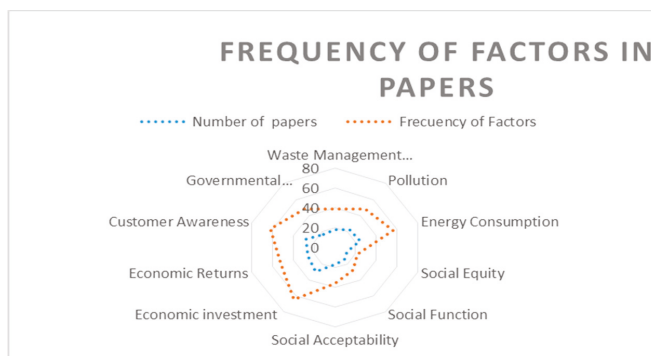 FREQUENCY OF FACTORS IN
PAPERS
Number of papers
Frecuency of Factors
Waste Management...
Pollution
Energy Consumption
Social Equity
Social Function
Social Acceptability
Economic investment
Economic Returns
Customer Awareness
Governmental...
80
60
40
20
0